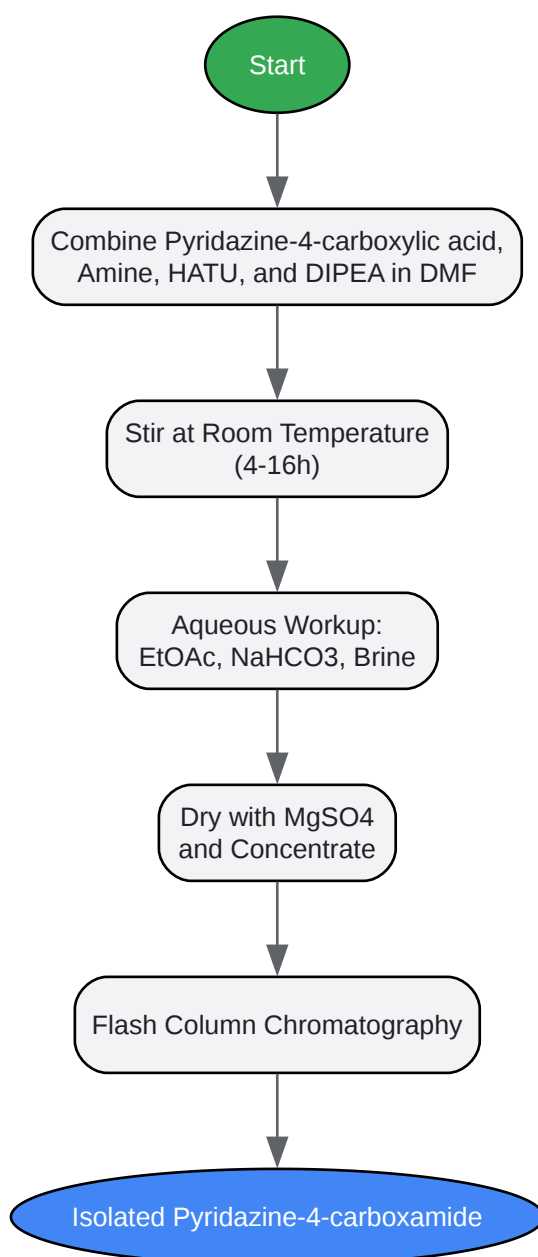 Start
Combine Pyridazine-4-carboxylic acid,
Amine, HATU, and DIPEA in DMF
Stir at Room Temperature
(4-16h)
Aqueous Workup:
EtOAc, NaHCO3, Brine
Dry with MgSO4
and Concentrate
Flash Column Chromatography
Isolated Pyridazine-4-carboxamide